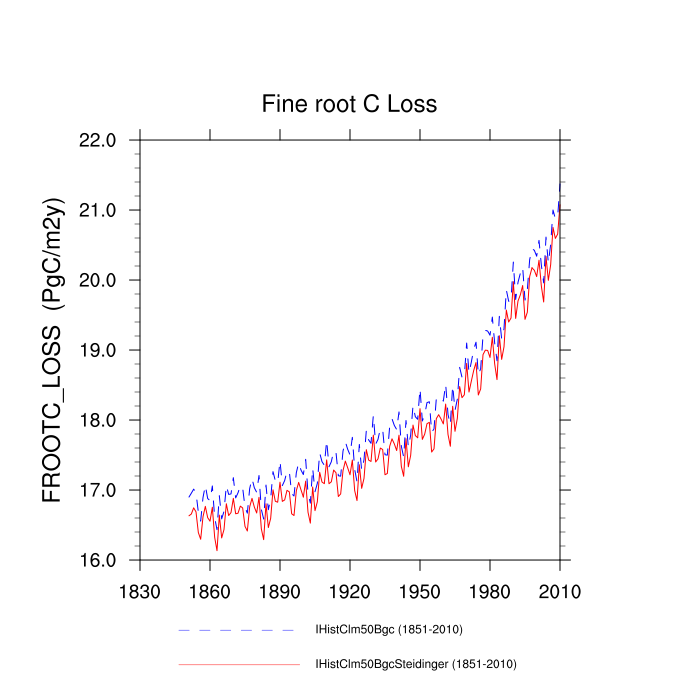 Fine root C Loss
FROOTC_LOSS (PgC/m2y)
22.0
21.0
20.0
19.0
18.0
17.0
16.0
1830 1860 1890 1920 1950 1980 2010
IHistClm50Bgc (1851-2010)
IHistClm50BgcSteidinger (1851-2010)